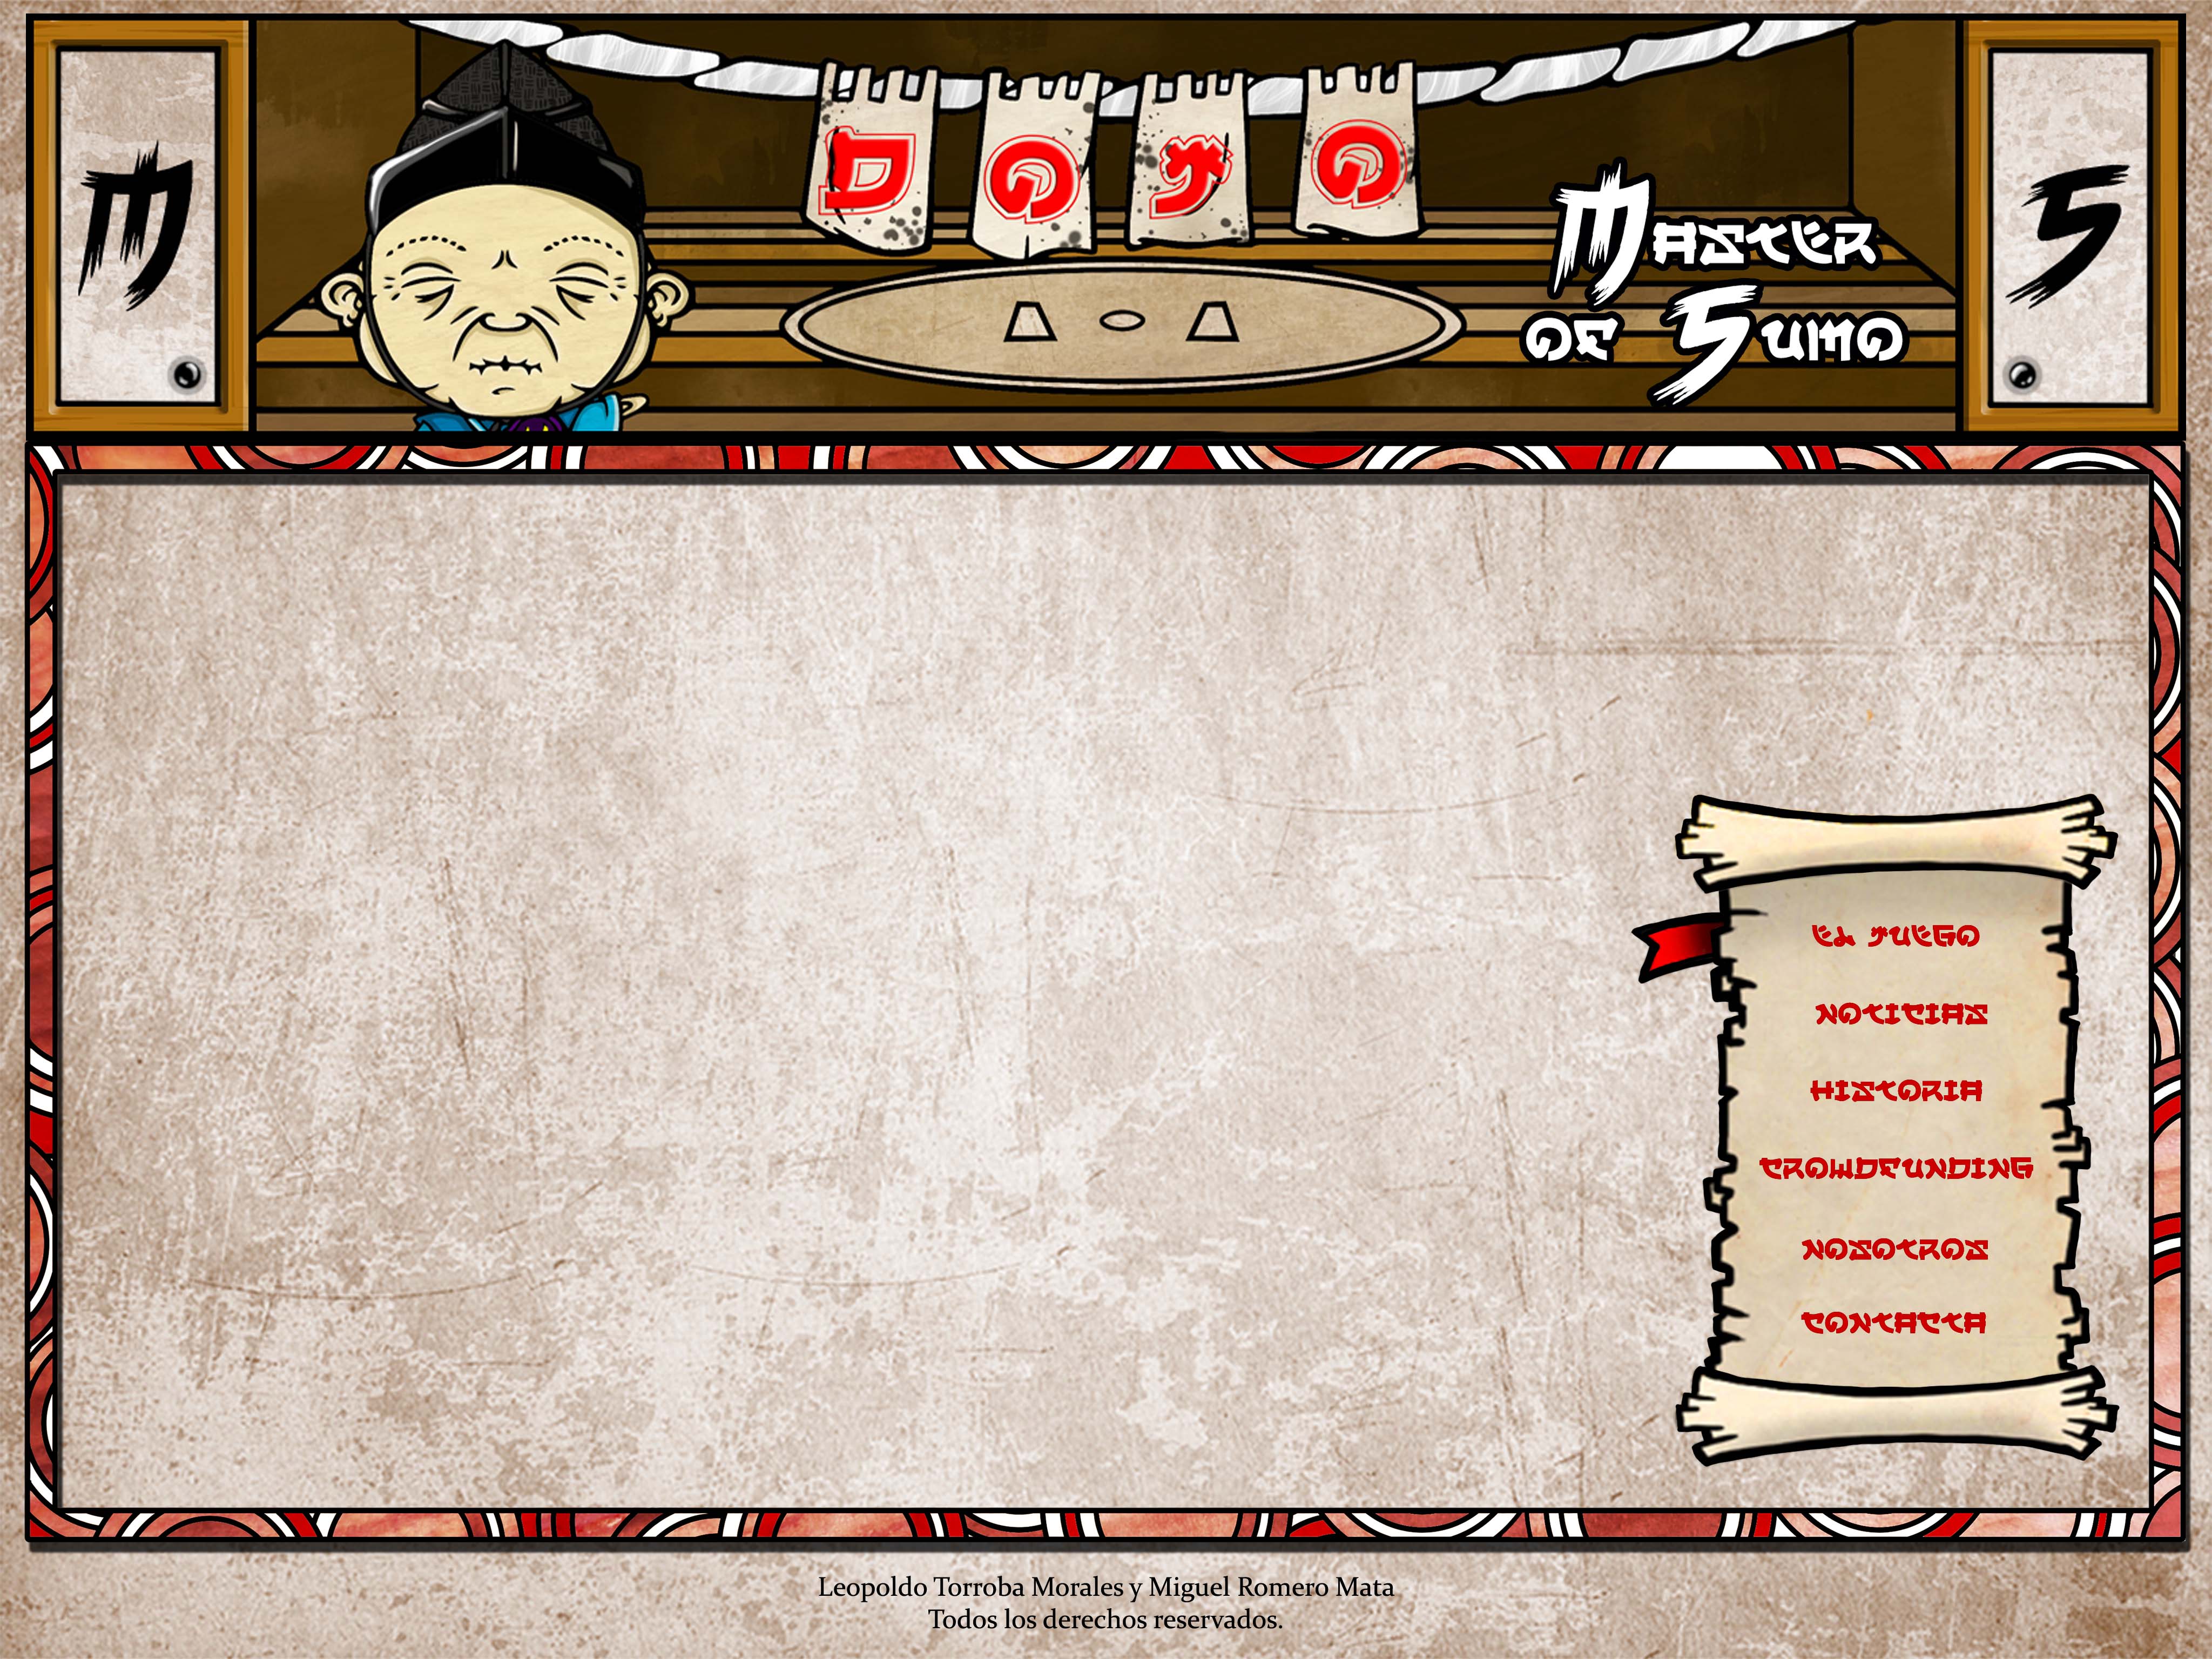 M
DOJO
MASTER
OF SUMO
S
EL JUEGO
NOTICIAS
HISTORIA
CROWDFUNDING
NOSOTROS
CONTACTA
Leopoldo Torroba Morales y Miguel Romero Mata
Todos los derechos reservados.